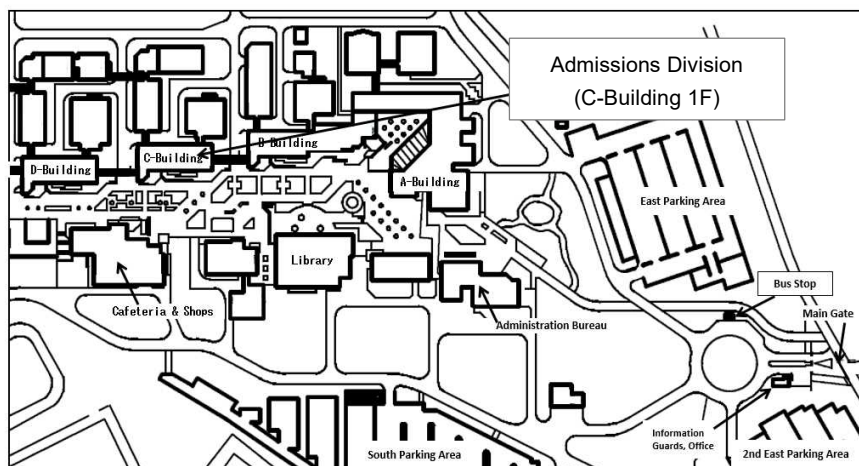 Admissions Division
(C-Building 1F)
B-Building
C-Building
D-Building
A-Building
East Parking Area
Library
Bus Stop
Cafeteria & Shops
Main Gate
Administration Bureau
Information
Guards, Office
South Parking Area
2nd East Parking Area